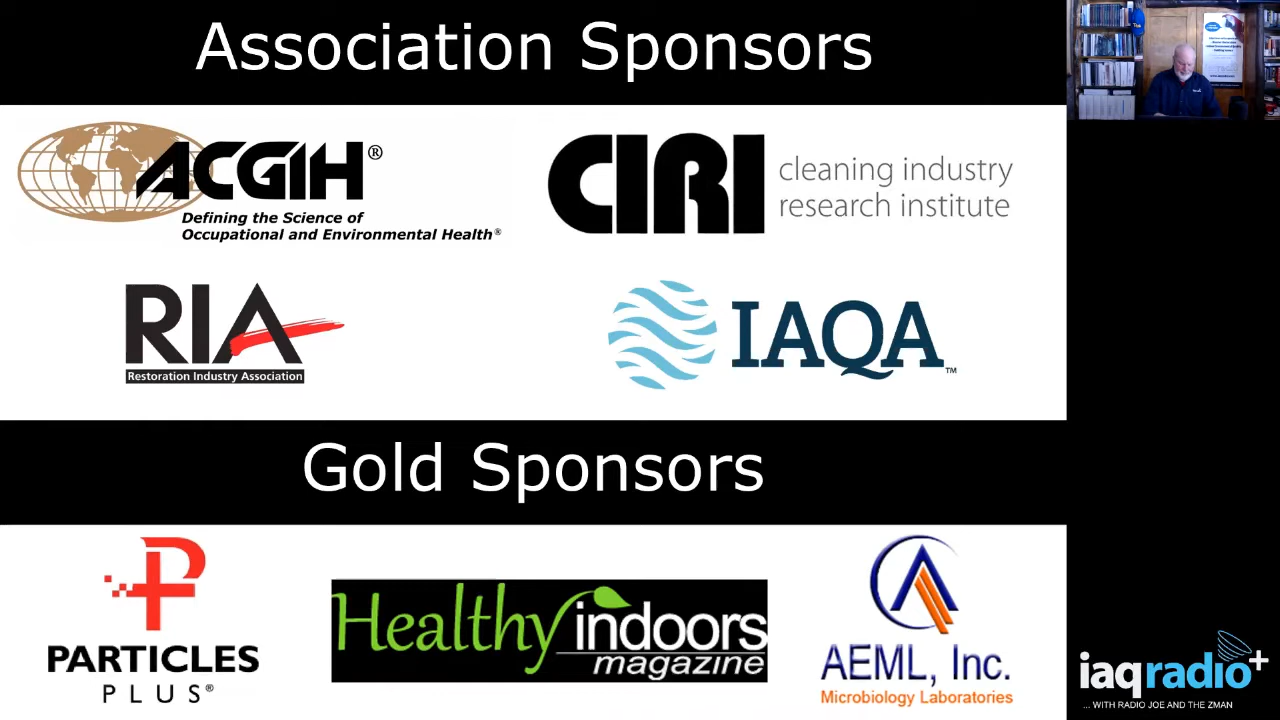 Association Sponsors
ACGIH®
Defining the Science of
Occupational and Environmental Health®
CIRI
cleaning industry
research institute
RIA
Restoration Industry Association
IAQA™
Gold Sponsors
PARTICLES
PLUS®
Healthy indoors
magazine
AEML, Inc.
Microbiology Laboratories
iaqradio+
... WITH RADIO JOE AND THE ZMAN